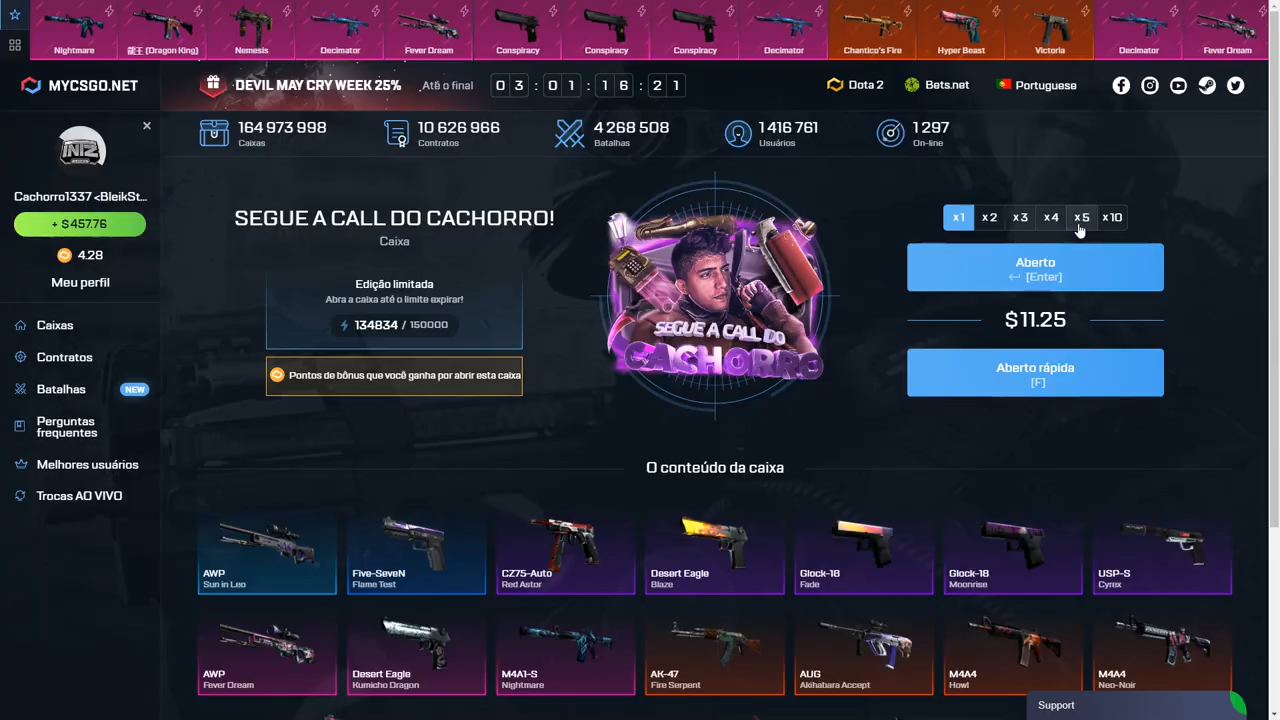 Nightmare
龍王 (Dragon King)
Nemesis
Decimator
Fever Dream
Conspiracy
Conspiracy
Conspiracy
Decimator
Chantico's Fire
Hyper Beast
Victoria
Decimator
Fever Dream
MYCSGO.NET
DEVIL MAY CRY WEEK 25%
Até o final
03:01:16:21
Dota 2
Bets.net
Portuguese
164 973 998
Caixas
10 626 966
Contratos
4 268 508
Batalhas
1 416 761
Usuários
1 297
On-line
INTZ
Cachorro1337 <BleikSt...
+ $457.76
4.28
Meu perfil
Caixas
Contratos
Batalhas NEW
Perguntas
frequentes
Melhores usuários
Trocas AO VIVO
SEGUE A CALL DO CACHORRO!
Caixa
Edição limitada
Abra a caixa até o limite expirar!
134834 / 150000
Pontos de bônus que você ganha por abrir esta caixa
SEGUE A CALL DO
CACHORRO
x1 x2 x3 x4 x5 x10
Aberto
[Enter]
$11.25
Aberto rápida
[F]
O conteúdo da caixa
AWP
Sun in Leo
Five-SeveN
Flame Test
CZ75-Auto
Red Astor
Desert Eagle
Blaze
Glock-18
Fade
Glock-18
Moonrise
USP-S
Cyrex
AWP
Fever Dream
Desert Eagle
Kumicho Dragon
M4A1-S
Nightmare
AK-47
Fire Serpent
AUG
Akihabara Accept
M4A4
Howl
M4A4
Neo-Noir
Support